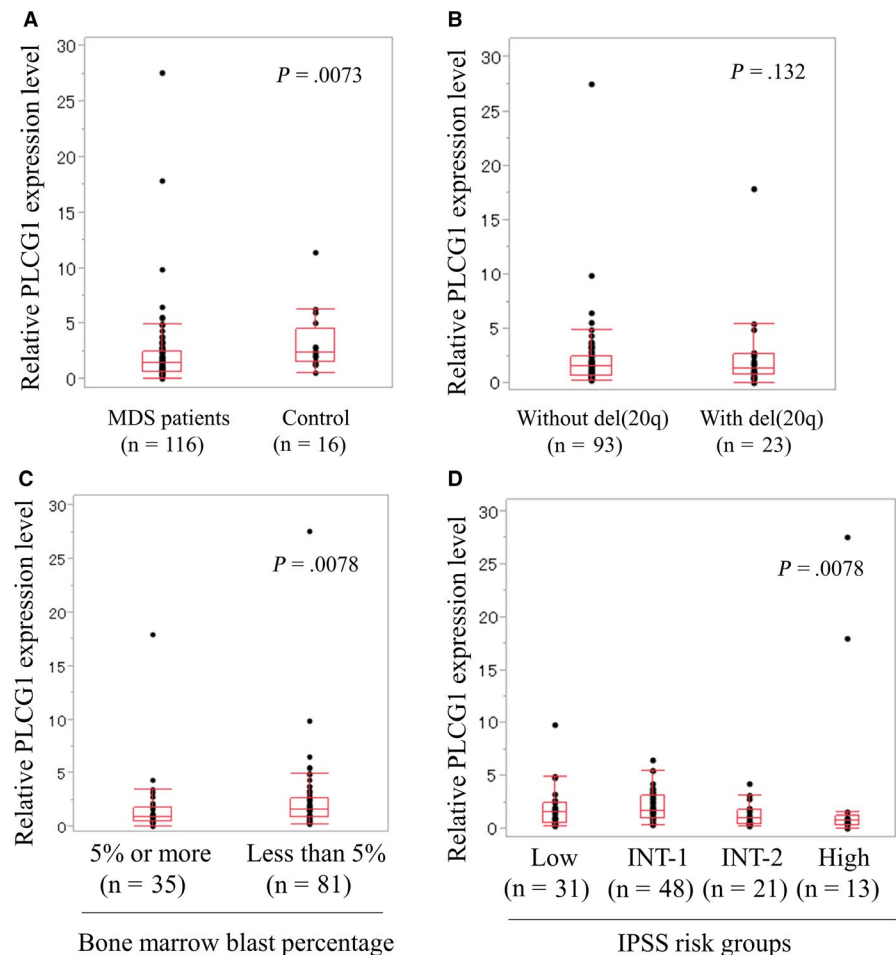 A
Relative PLCG1 expression level
30
25
20
15
10
5
0
P = .0073
MDS patients
(n = 116)
Control
(n = 16)
B
Relative PLCG1 expression level
30
25
20
15
10
5
0
P = .132
Without del(20q)
(n = 93)
With del(20q)
(n = 23)
C
Relative PLCG1 expression level
30
25
20
15
10
5
0
P = .0078
5% or more
(n = 35)
Less than 5%
(n = 81)
Bone marrow blast percentage
D
Relative PLCG1 expression level
30
25
20
15
10
5
0
P = .0078
Low
(n = 31)
INT-1
(n = 48)
INT-2
(n = 21)
High
(n = 13)
IPSS risk groups